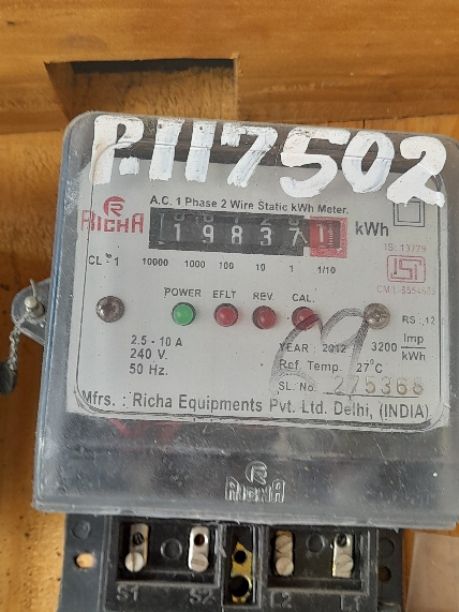 P.117502
A.C. 1 Phase 2 Wire Static kWh Meter.
RICHA
19837 1 kWh
IS: 13779
CL. 1
10000 1000 100 10 1 1/10
ISI
POWER EFLT REV. CAL.
RS : 12
2.5 - 10 A
240 V.
50 Hz.
YEAR : 2012
3200 Imp/kWh
Ref. Temp. 27°C
SL. No. 275368
Mfrs. : Richa Equipments Pvt. Ltd. Delhi, (INDIA)
RICHA
S1 S2 L2 L1